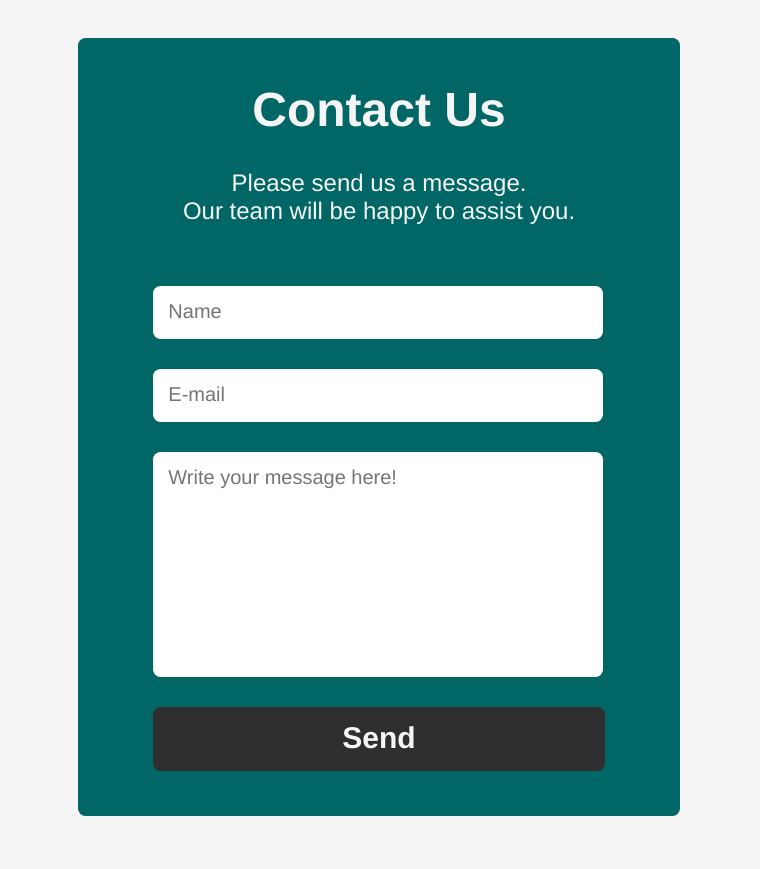 Contact Us
Please send us a message.
Our team will be happy to assist you.
Name
E-mail
Write your message here!
Send